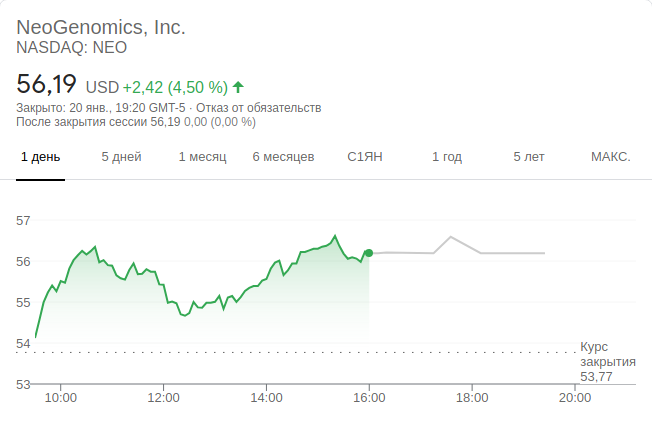 NeoGenomics, Inc.
NASDAQ: NEO
56,19 USD +2,42 (4,50 %)
Закрыто: 20 янв., 19:20 GMT-5 · Отказ от обязательств
После закрытия сессии 56,19 0,00 (0,00 %)
1 день 5 дней 1 месяц 6 месяцев С1ЯН 1 год 5 лет МАКС.
57
56
55
54
Курс
закрытия
53,77
53
10:00 12:00 14:00 16:00 18:00 20:00